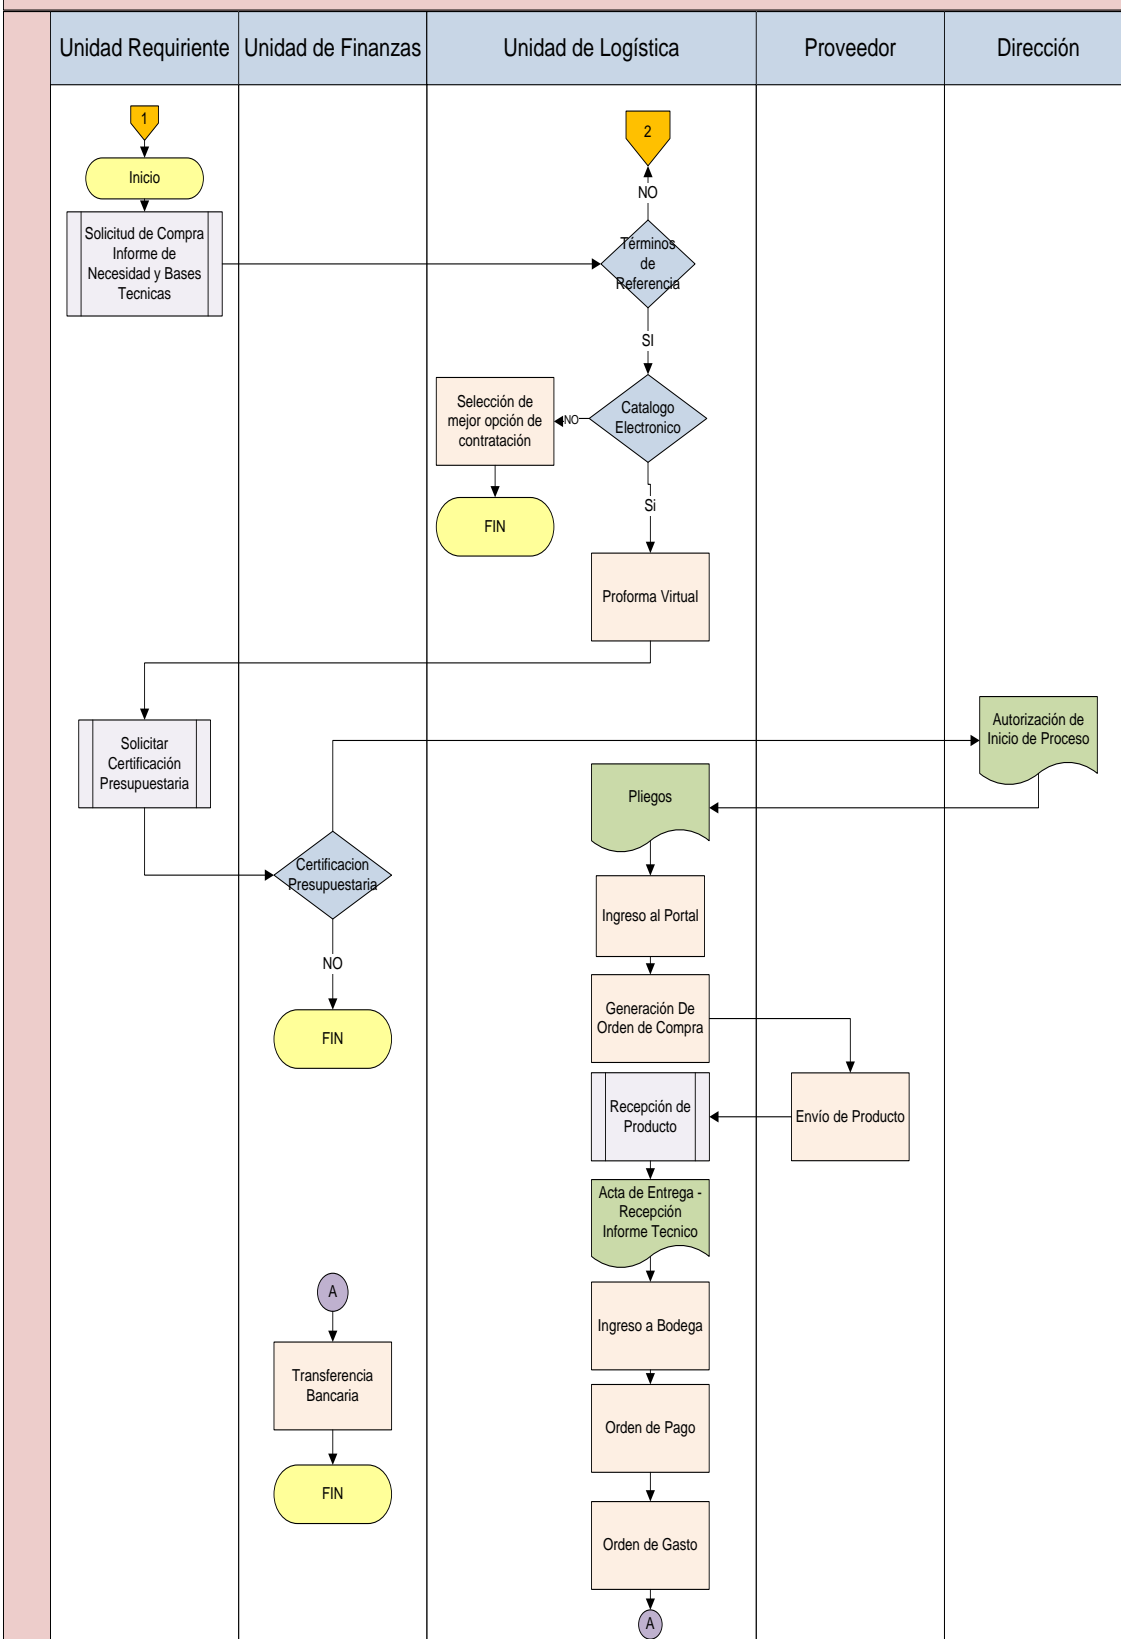 Unidad Requiriente
Unidad de Finanzas
Unidad de Logística
Proveedor
Dirección
1
Inicio
Solicitud de Compra
Informe de
Necesidad y Bases
Tecnicas
2
NO
Términos
de
Referencia
SI
Catalogo
Electronico
NO
Selección de
mejor opción de
contratación
FIN
Si
Proforma Virtual
Solicitar
Certificación
Presupuestaria
Autorización de
Inicio de Proceso
Pliegos
Certificacion
Presupuestaria
NO
FIN
Ingreso al Portal
Generación De
Orden de Compra
Envío de Producto
Recepción de
Producto
Acta de Entrega -
Recepción
Informe Tecnico
Ingreso a Bodega
Orden de Pago
Orden de Gasto
A
A
Transferencia
Bancaria
FIN